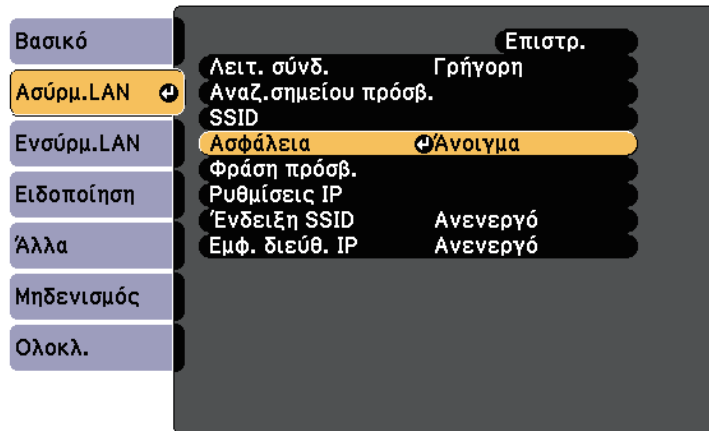 Βασικό
Ασύρμ.LAN
Ενσύρμ.LAN
Ειδοποίηση
Άλλα
Μηδενισμός
Ολοκλ.
Επιστρ.
Λειτ. σύνδ. Γρήγορη
Αναζ.σημείου πρόσβ.
SSID
Ασφάλεια Άνοιγμα
Φράση πρόσβ.
Ρυθμίσεις IP
Ένδειξη SSID Ανενεργό
Εμφ. διεύθ. IP Ανενεργό